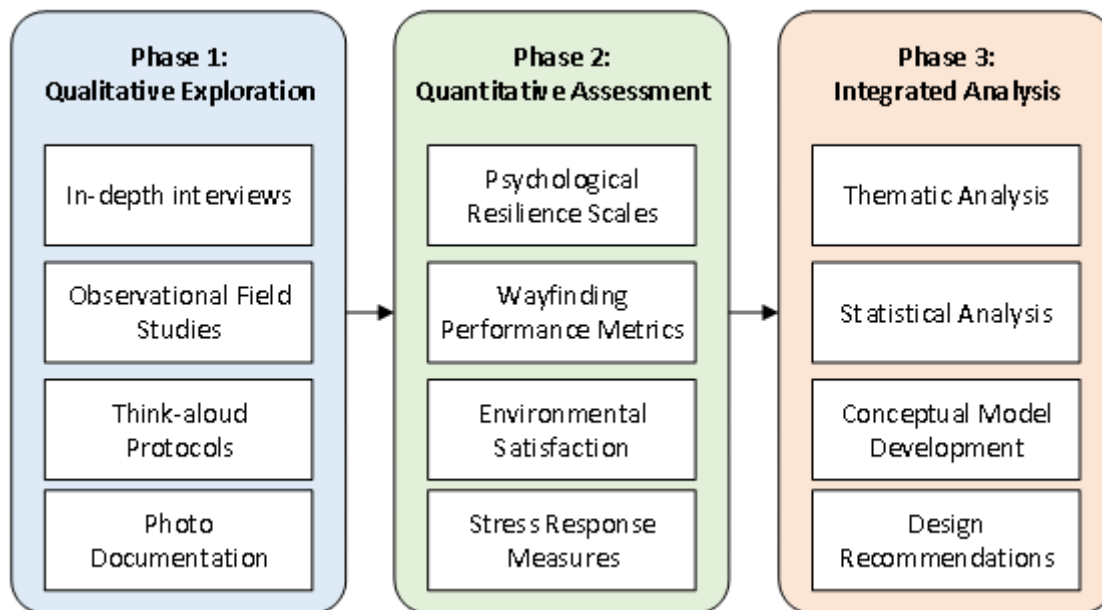 Phase 1:
Qualitative Exploration
In-depth interviews
Observational Field
Studies
Think-aloud
Protocols
Photo
Documentation
Phase 2:
Quantitative Assessment
Psychological
Resilience Scales
Wayfinding
Performance Metrics
Environmental
Satisfaction
Stress Response
Measures
Phase 3:
Integrated Analysis
Thematic Analysis
Statistical Analysis
Conceptual Model
Development
Design
Recommendations